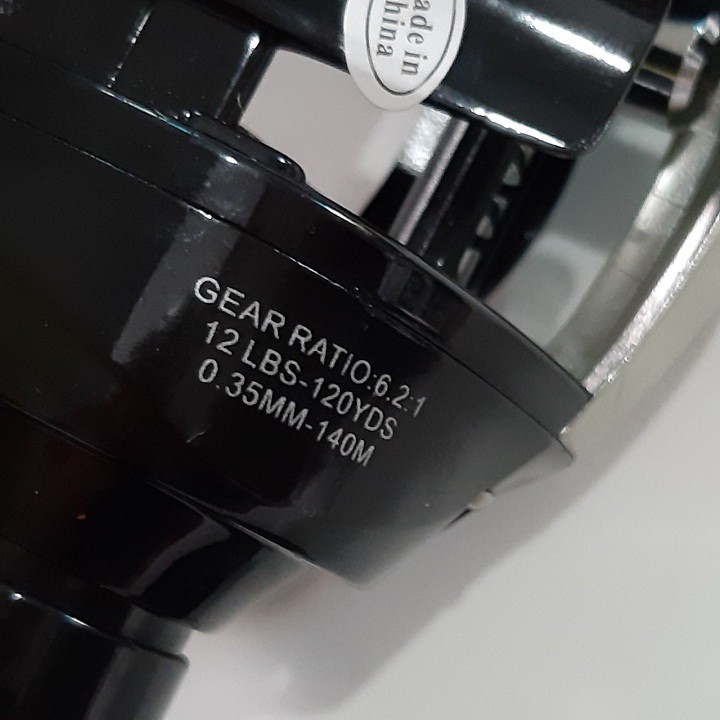 ade in
hina
GEAR RATIO:6.2:1
12 LBS-120YDS
0.35MM-140M